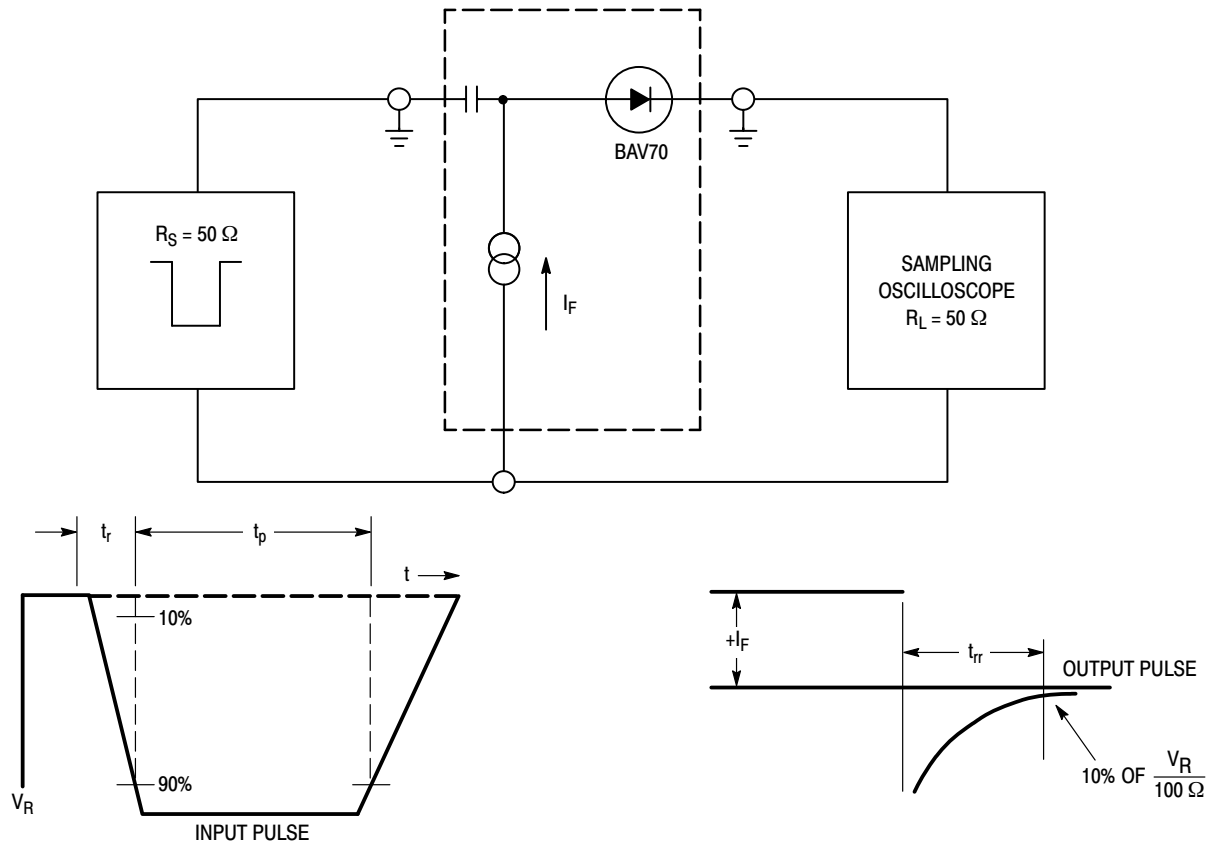 BAV70
R_S = 50 Ω
I_F
SAMPLING
OSCILLOSCOPE
R_L = 50 Ω
t_r
t_p
t
10%
90%
V_R
INPUT PULSE
+I_F
t_rr
OUTPUT PULSE
10% OF V_R / 100 Ω